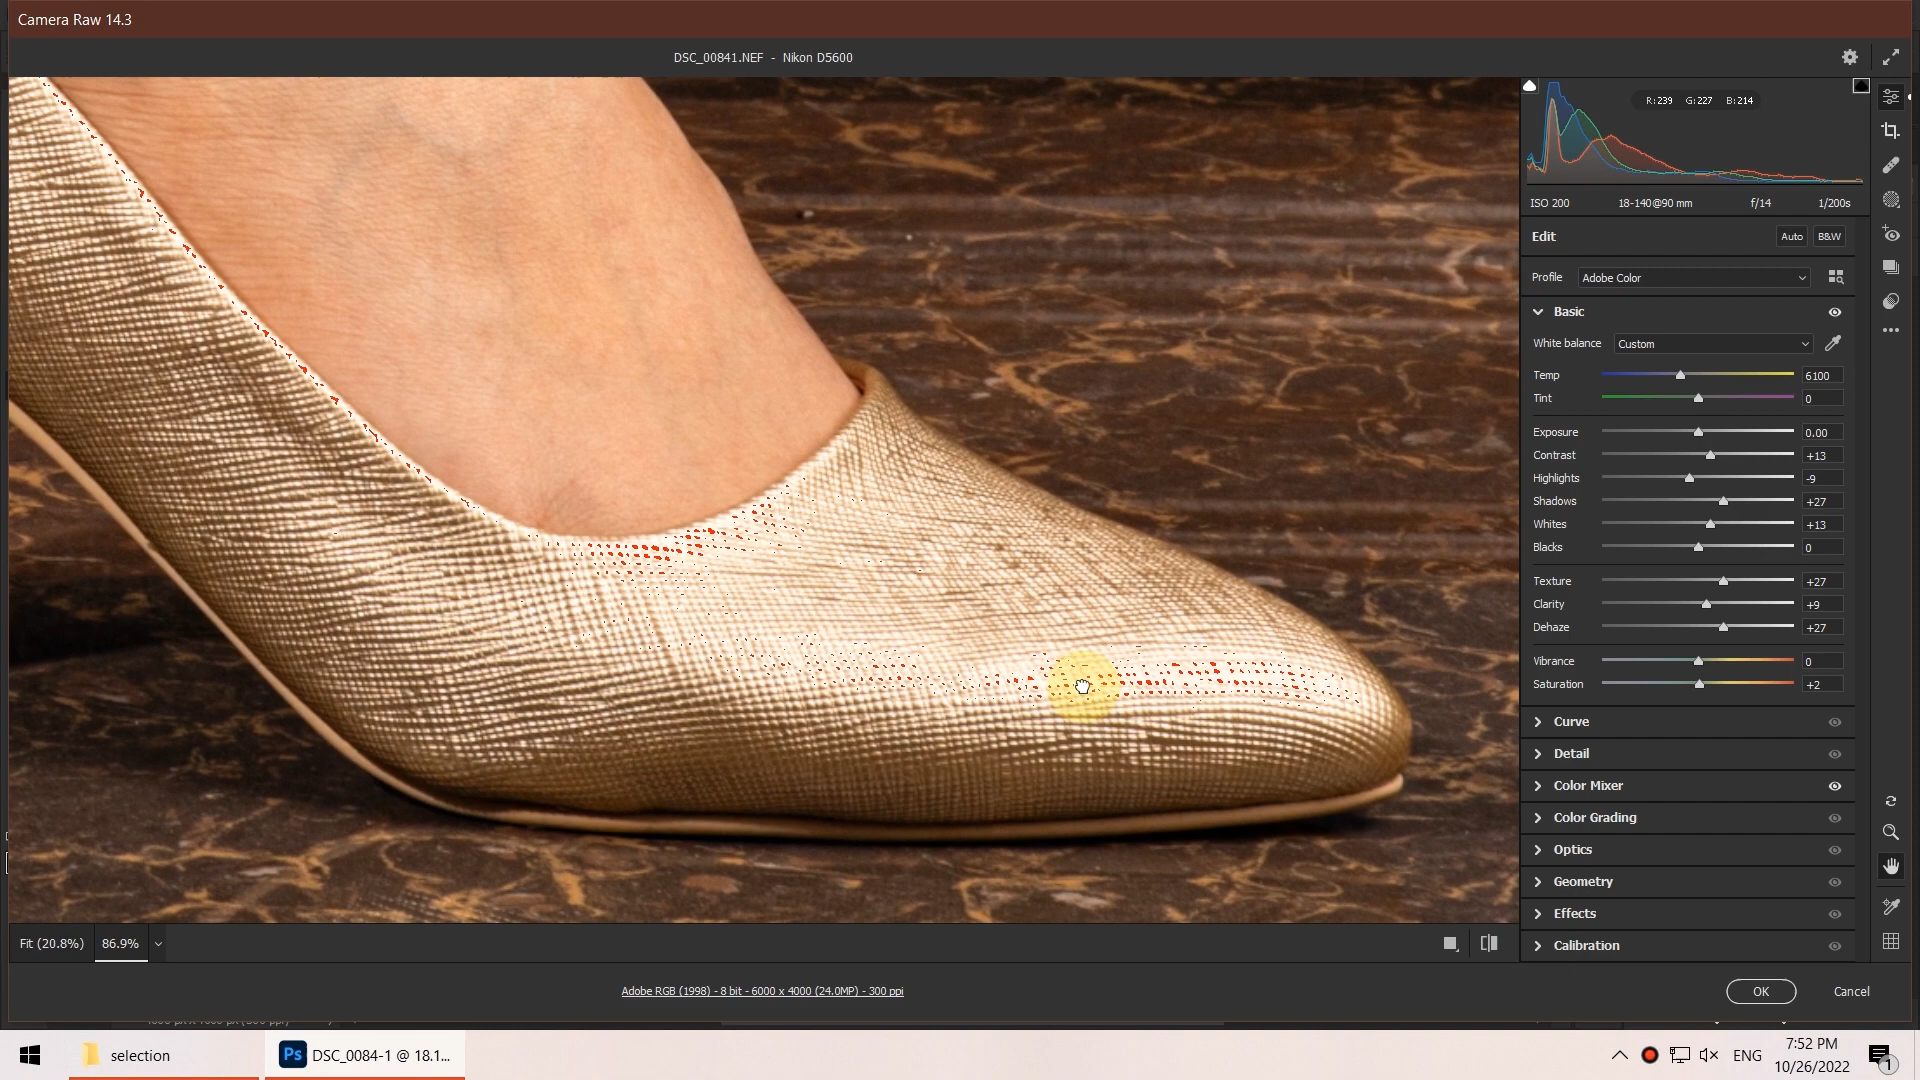 Camera Raw 14.3
DSC_00841.NEF - Nikon D5600
R:239 G:227 B:214
ISO 200 18-140@90 mm f/14 1/200s
Edit Auto B&W
Profile Adobe Color
Basic
White balance Custom
Temp 6100
Tint 0
Exposure 0.00
Contrast +13
Highlights -9
Shadows +27
Whites +13
Blacks 0
Texture +27
Clarity +9
Dehaze +27
Vibrance 0
Saturation +2
Curve
Detail
Color Mixer
Color Grading
Optics
Geometry
Effects
Calibration
Fit (20.8%) 86.9%
Adobe RGB (1998) - 8 bit - 6000 x 4000 (24.0MP) - 300 ppi
OK Cancel
selection
Ps DSC_0084-1 @ 18.1...
ENG
7:52 PM
10/26/2022
1